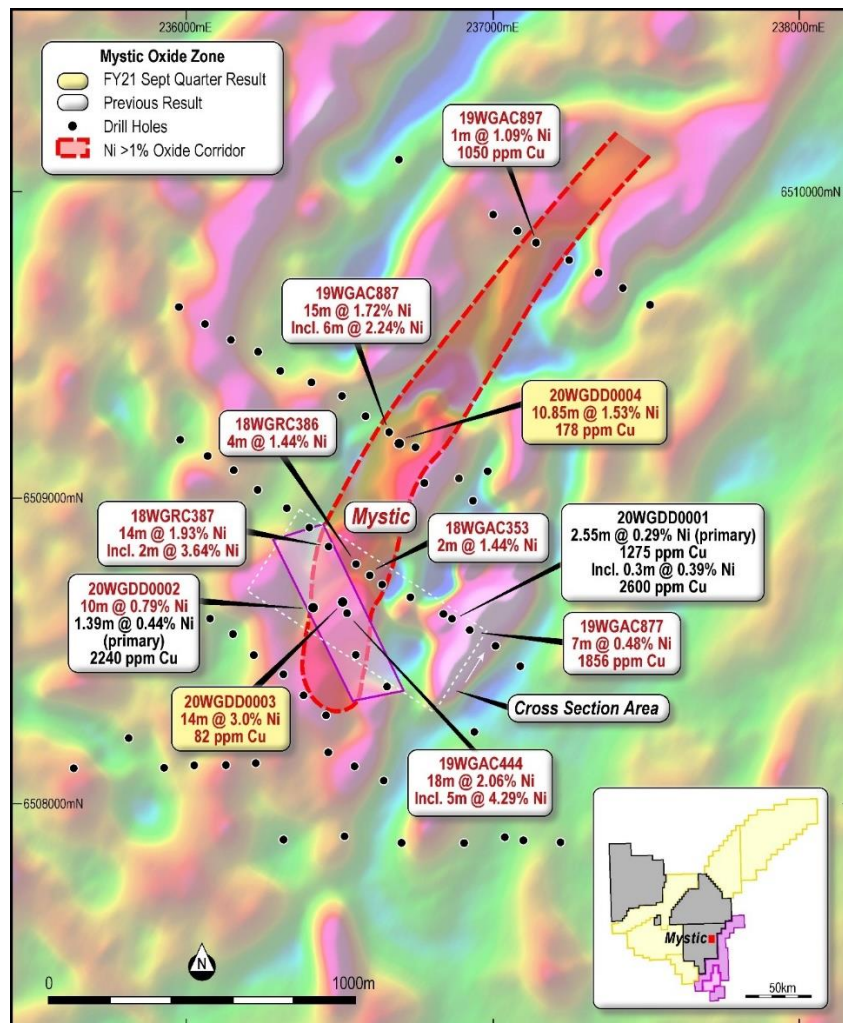 236000mE
237000mE
238000mE
Mystic Oxide Zone
FY21 Sept Quarter Result
Previous Result
Drill Holes
Ni >1% Oxide Corridor
19WGAC897
1m @ 1.09% Ni
1050 ppm Cu
6510000mN
19WGAC887
15m @ 1.72% Ni
Incl. 6m @ 2.24% Ni
20WGDD0004
10.85m @ 1.53% Ni
178 ppm Cu
18WGRC386
4m @ 1.44% Ni
6509000mN
Mystic
18WGRC387
14m @ 1.93% Ni
Incl. 2m @ 3.64% Ni
18WGAC353
2m @ 1.44% Ni
20WGDD0001
2.55m @ 0.29% Ni (primary)
1275 ppm Cu
Incl. 0.3m @ 0.39% Ni
2600 ppm Cu
20WGDD0002
10m @ 0.79% Ni
1.39m @ 0.44% Ni
(primary)
2240 ppm Cu
19WGAC877
7m @ 0.48% Ni
1856 ppm Cu
20WGDD0003
14m @ 3.0% Ni
82 ppm Cu
Cross Section Area
19WGAC444
18m @ 2.06% Ni
Incl. 5m @ 4.29% Ni
6508000mN
N
0
1000m
Mystic
50km